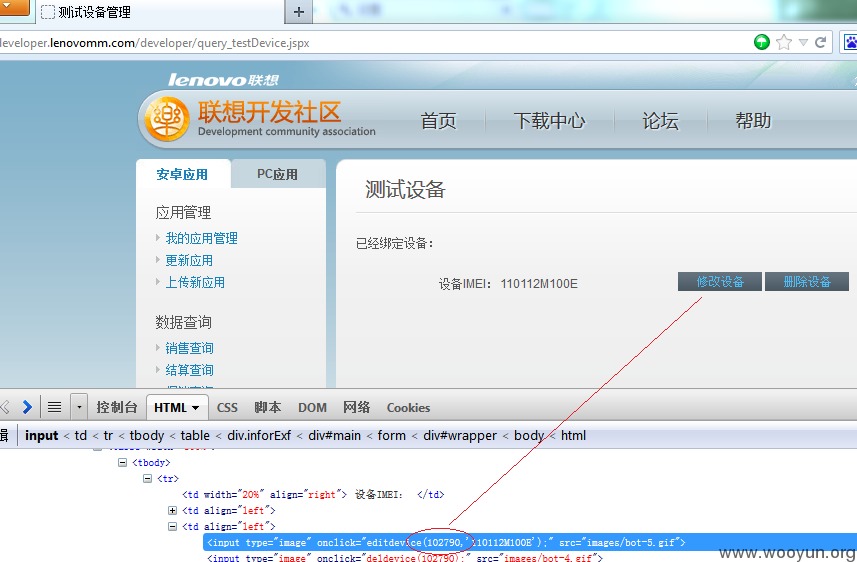 测试设备管理
+
eveloper.lenovomm.com/developer/query_testDevice.jspx
lenovo联想
联想开发社区
Development community association
首页 下载中心 论坛 帮助
安卓应用 PC应用
测试设备
应用管理
我的应用管理
更新应用
上传新应用
已经绑定设备：
设备IMEI： 110112M100E 修改设备 删除设备
数据查询
销售查询
结算查询
控制台 HTML CSS 脚本 DOM 网络 Cookies
input < td < tr < tbody < table < div.inforExf < div#main < form < div#wrapper < body < html
<tbody>
<tr>
<td width="20%" align="right"> 设备IMEI： </td>
<td align="left">
<td align="left">
<input type="image" onclick="editdevice(102790,'110112M100E');" src="images/bot-5.gif">
<input type="image" onclick="deldevice(102790);" src="images/bot-4.gif">
www.wooyun.org